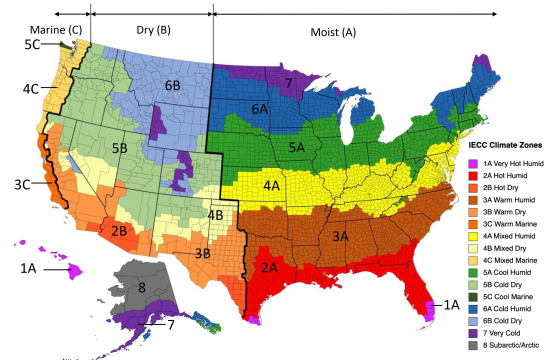 Marine (C)
Dry (B)
Moist (A)
5C
4C
6B
7
6A
5B
5A
3C
4A
4B
2B
3B
3A
2A
1A
1A
8
7
IECC Climate Zones
1A Very Hot Humid
2A Hot Humid
2B Hot Dry
3A Warm Humid
3B Warm Dry
3C Warm Marine
4A Mixed Humid
4B Mixed Dry
4C Mixed Marine
5A Cool Humid
5B Cold Dry
5C Cool Marine
6A Cold Humid
6B Cold Dry
7 Very Cold
8 Subarctic/Arctic